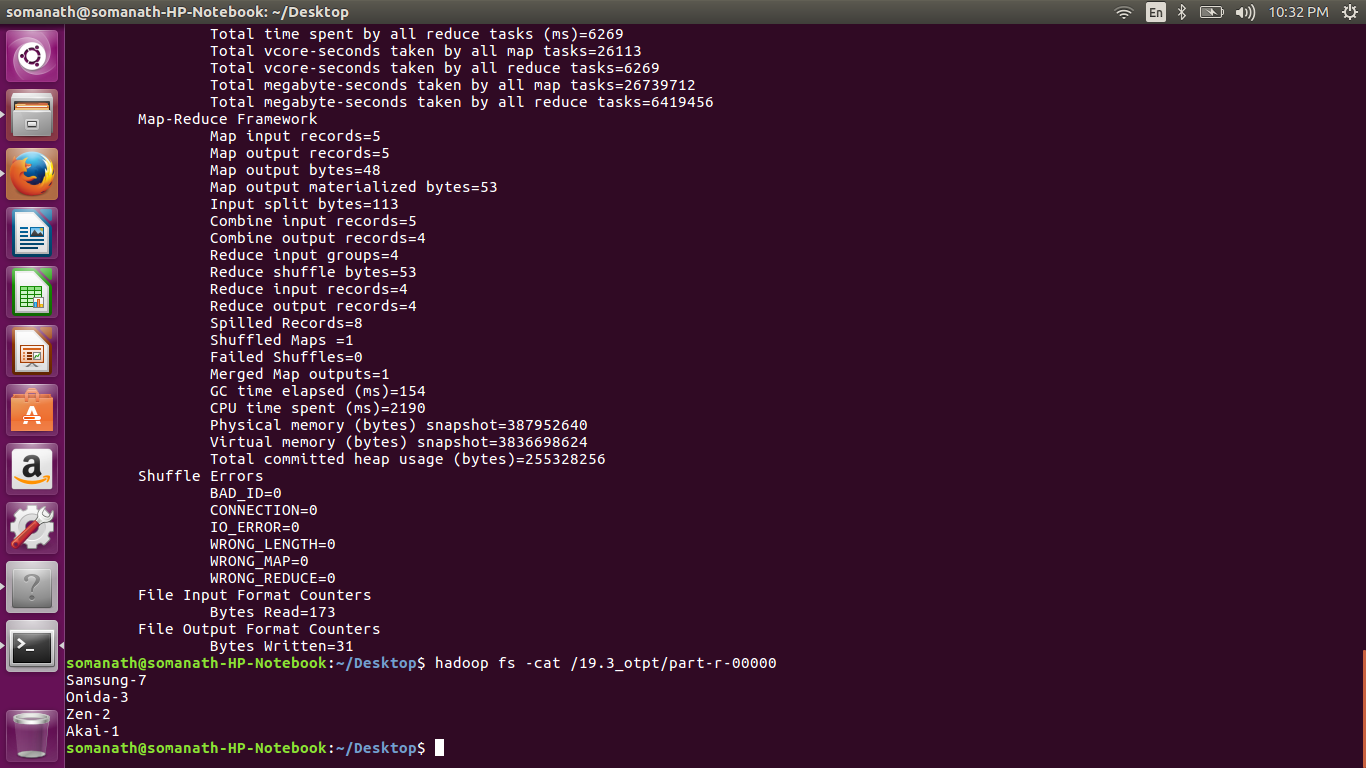 somanath@somanath-HP-Notebook: ~/Desktop
En
10:32 PM
Total time spent by all reduce tasks (ms)=6269
Total vcore-seconds taken by all map tasks=26113
Total vcore-seconds taken by all reduce tasks=6269
Total megabyte-seconds taken by all map tasks=26739712
Total megabyte-seconds taken by all reduce tasks=6419456
Map-Reduce Framework
Map input records=5
Map output records=5
Map output bytes=48
Map output materialized bytes=53
Input split bytes=113
Combine input records=5
Combine output records=4
Reduce input groups=4
Reduce shuffle bytes=53
Reduce input records=4
Reduce output records=4
Spilled Records=8
Shuffled Maps =1
Failed Shuffles=0
Merged Map outputs=1
GC time elapsed (ms)=154
CPU time spent (ms)=2190
Physical memory (bytes) snapshot=387952640
Virtual memory (bytes) snapshot=3836698624
Total committed heap usage (bytes)=255328256
Shuffle Errors
BAD_ID=0
CONNECTION=0
IO_ERROR=0
WRONG_LENGTH=0
WRONG_MAP=0
WRONG_REDUCE=0
File Input Format Counters
Bytes Read=173
File Output Format Counters
Bytes Written=31
somanath@somanath-HP-Notebook:~/Desktop$ hadoop fs -cat /19.3_otpt/part-r-00000
Samsung-7
Onida-3
Zen-2
Akai-1
somanath@somanath-HP-Notebook:~/Desktop$